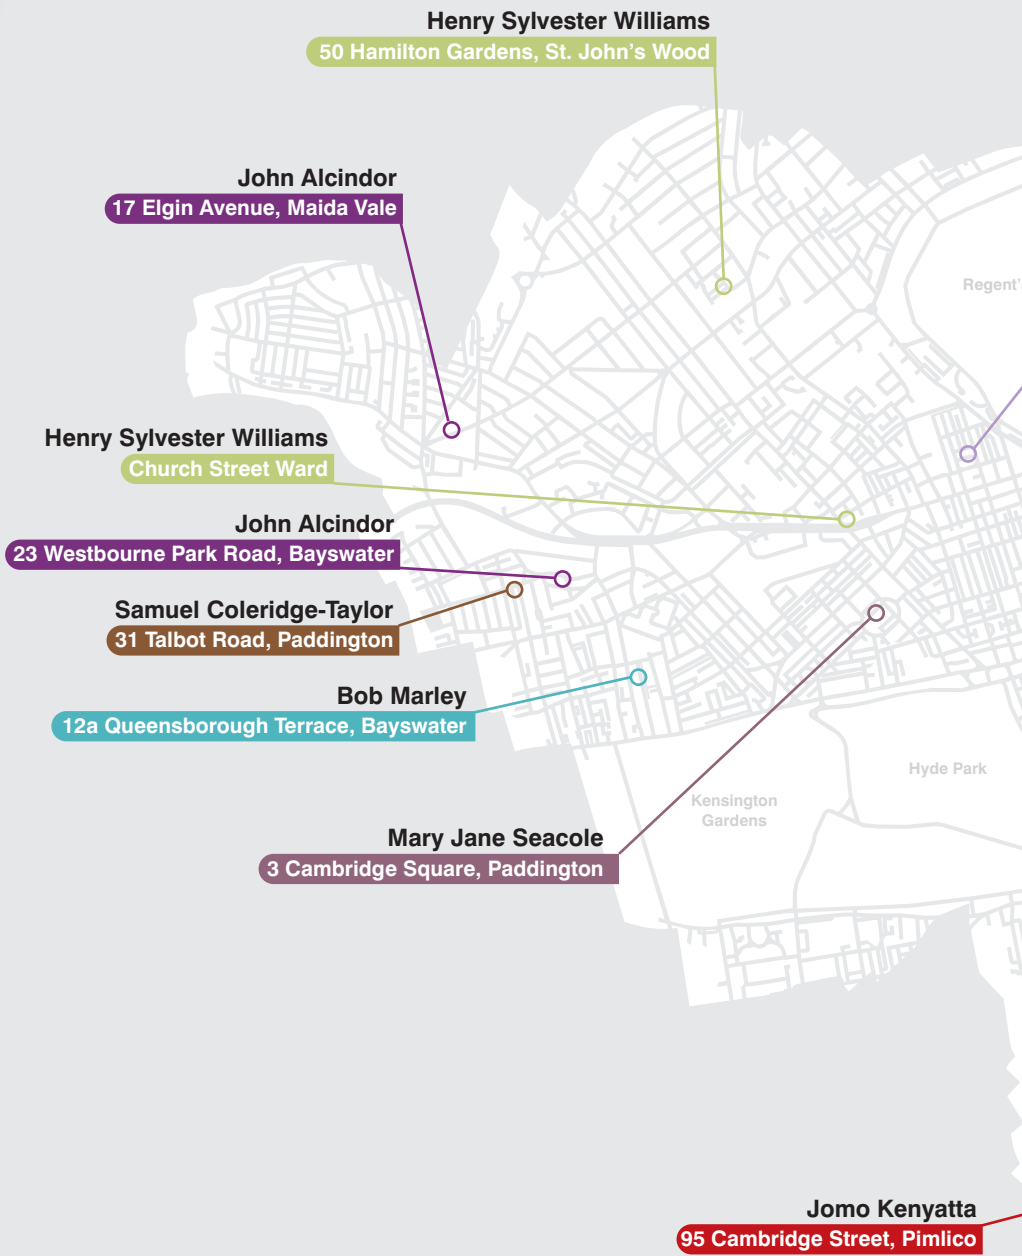 Henry Sylvester Williams
50 Hamilton Gardens, St. John's Wood
John Alcindor
17 Elgin Avenue, Maida Vale
Regent'
Henry Sylvester Williams
Church Street Ward
John Alcindor
23 Westbourne Park Road, Bayswater
Samuel Coleridge-Taylor
31 Talbot Road, Paddington
Bob Marley
12a Queensborough Terrace, Bayswater
Hyde Park
Kensington
Gardens
Mary Jane Seacole
3 Cambridge Square, Paddington
Jomo Kenyatta
95 Cambridge Street, Pimlico